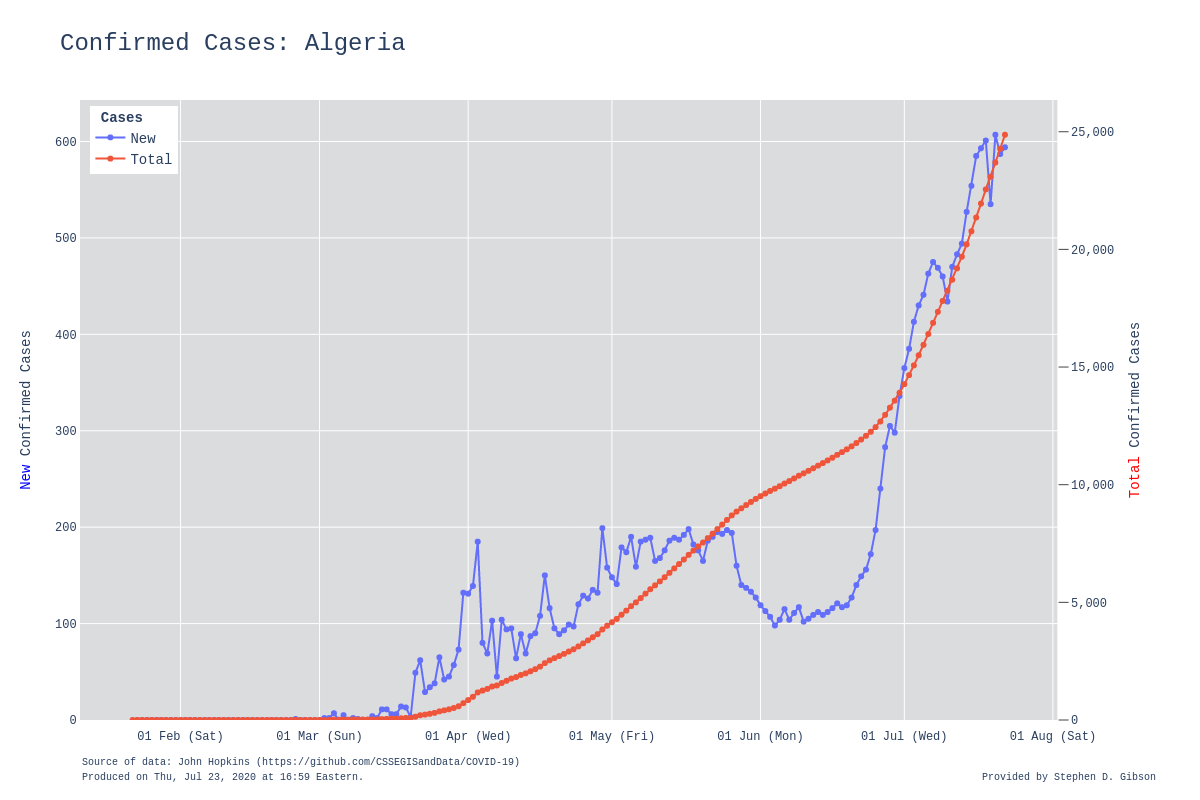 Confirmed Cases: Algeria
Cases
New
Total
600
500
400
300
200
100
0
25,000
20,000
15,000
10,000
5,000
0
New Confirmed Cases
Total Confirmed Cases
01 Feb (Sat)
01 Mar (Sun)
01 Apr (Wed)
01 May (Fri)
01 Jun (Mon)
01 Jul (Wed)
01 Aug (Sat)
Source of data: John Hopkins (https://github.com/CSSEGISandData/COVID-19)
Produced on Thu, Jul 23, 2020 at 16:59 Eastern.
Provided by Stephen D. Gibson